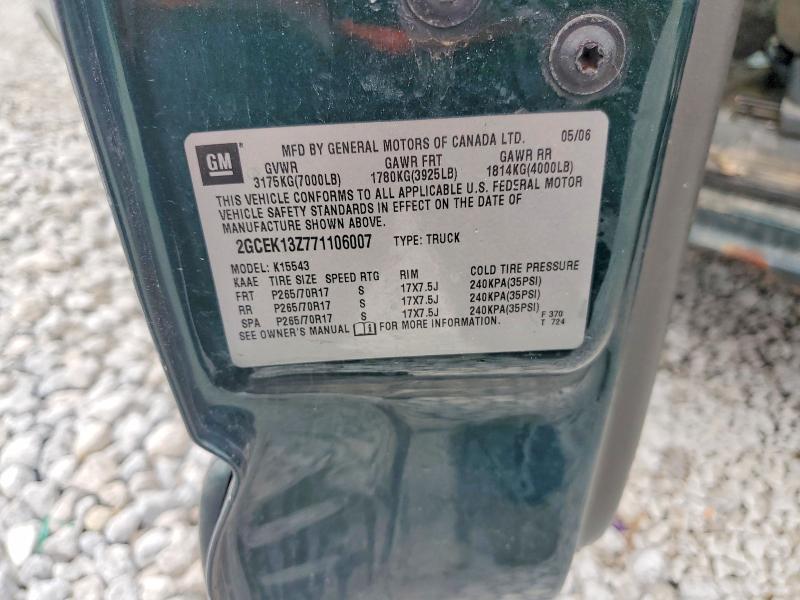 GM
MFD BY GENERAL MOTORS OF CANADA LTD. 05/06
GVWR GAWR FRT GAWR RR
3175KG(7000LB) 1780KG(3925LB) 1814KG(4000LB)
THIS VEHICLE CONFORMS TO ALL APPLICABLE U.S. FEDERAL MOTOR
VEHICLE SAFETY STANDARDS IN EFFECT ON THE DATE OF
MANUFACTURE SHOWN ABOVE.
2GCEK13Z771106007 TYPE: TRUCK
MODEL: K15543
KAAE TIRE SIZE SPEED RTG RIM COLD TIRE PRESSURE
FRT P265/70R17 S 17X7.5J 240KPA(35PSI)
RR P265/70R17 S 17X7.5J 240KPA(35PSI)
SPA P265/70R17 S 17X7.5J 240KPA(35PSI) F 370
SEE OWNER'S MANUAL FOR MORE INFORMATION. T 724